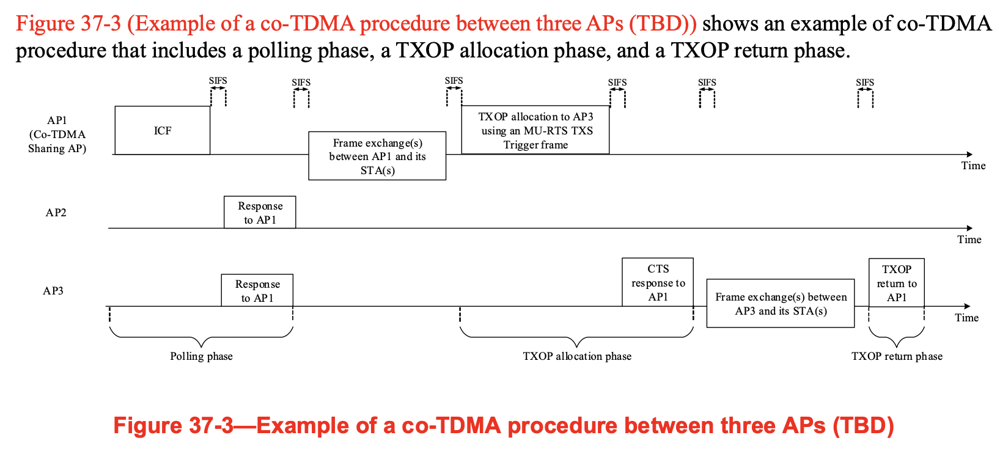 Figure 37-3 (Example of a co-TDMA procedure between three APs (TBD)) shows an example of co-TDMA
procedure that includes a polling phase, a TXOP allocation phase, and a TXOP return phase.
SIFS
SIFS
SIFS
SIFS
SIFS
SIFS
AP1
(Co-TDMA
Sharing AP)
ICF
Frame exchange(s)
between AP1 and its
STA(s)
TXOP allocation to AP3
using an MU-RTS TXS
Trigger frame
Time
AP2
Response
to AP1
Time
AP3
Response
to AP1
CTS
response to
AP1
Frame exchange(s) between
AP3 and its STA(s)
TXOP
return to
AP1
Time
Polling phase
TXOP allocation phase
TXOP return phase
Figure 37-3—Example of a co-TDMA procedure between three APs (TBD)